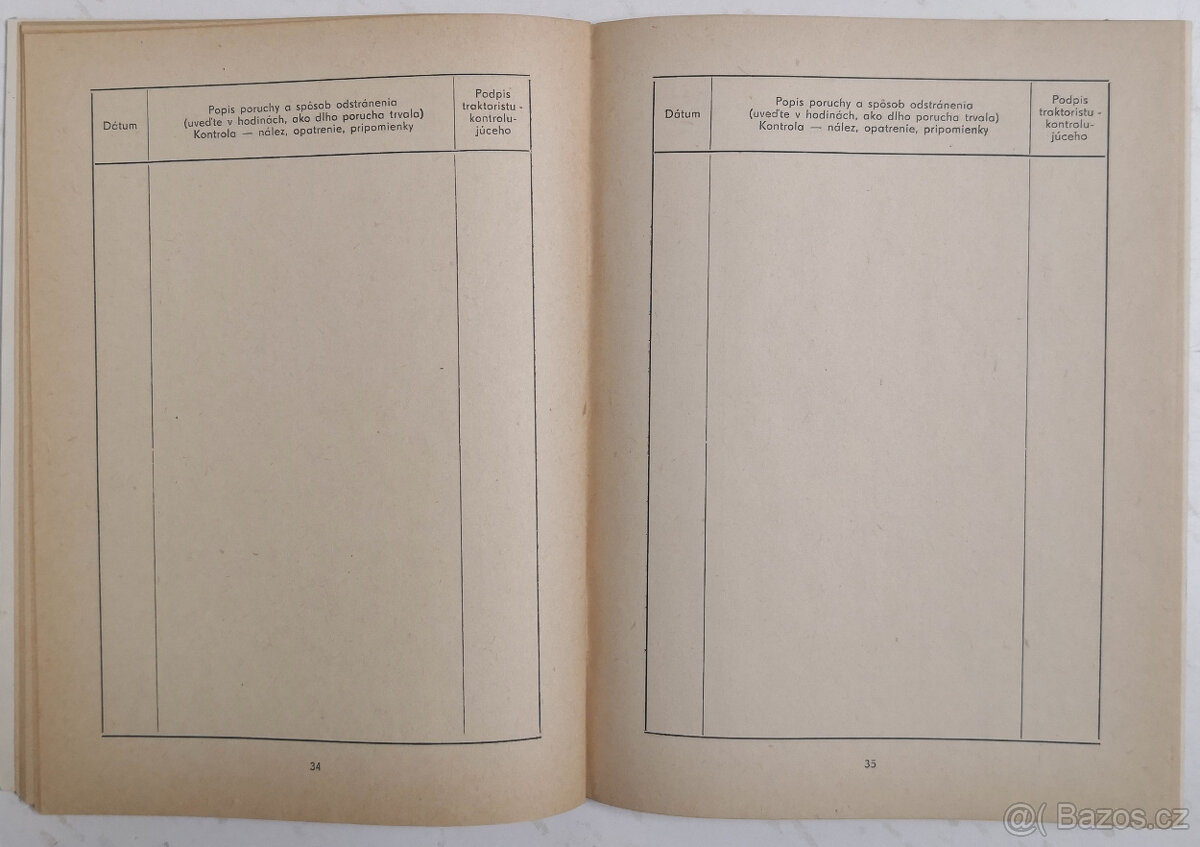 Dátum
Popis poruchy a spôsob odstránenia
(uveďte v hodinách, ako dlho porucha trvala)
Kontrola — nález, opatrenie, pripomienky
Podpis
traktoristu -
kontrolu-
júceho
34
Dátum
Popis poruchy a spôsob odstránenia
(uveďte v hodinách, ako dlho porucha trvala)
Kontrola — nález, opatrenie, pripomienky
Podpis
traktoristu -
kontrolu-
júceho
35
@( Bazos.cz